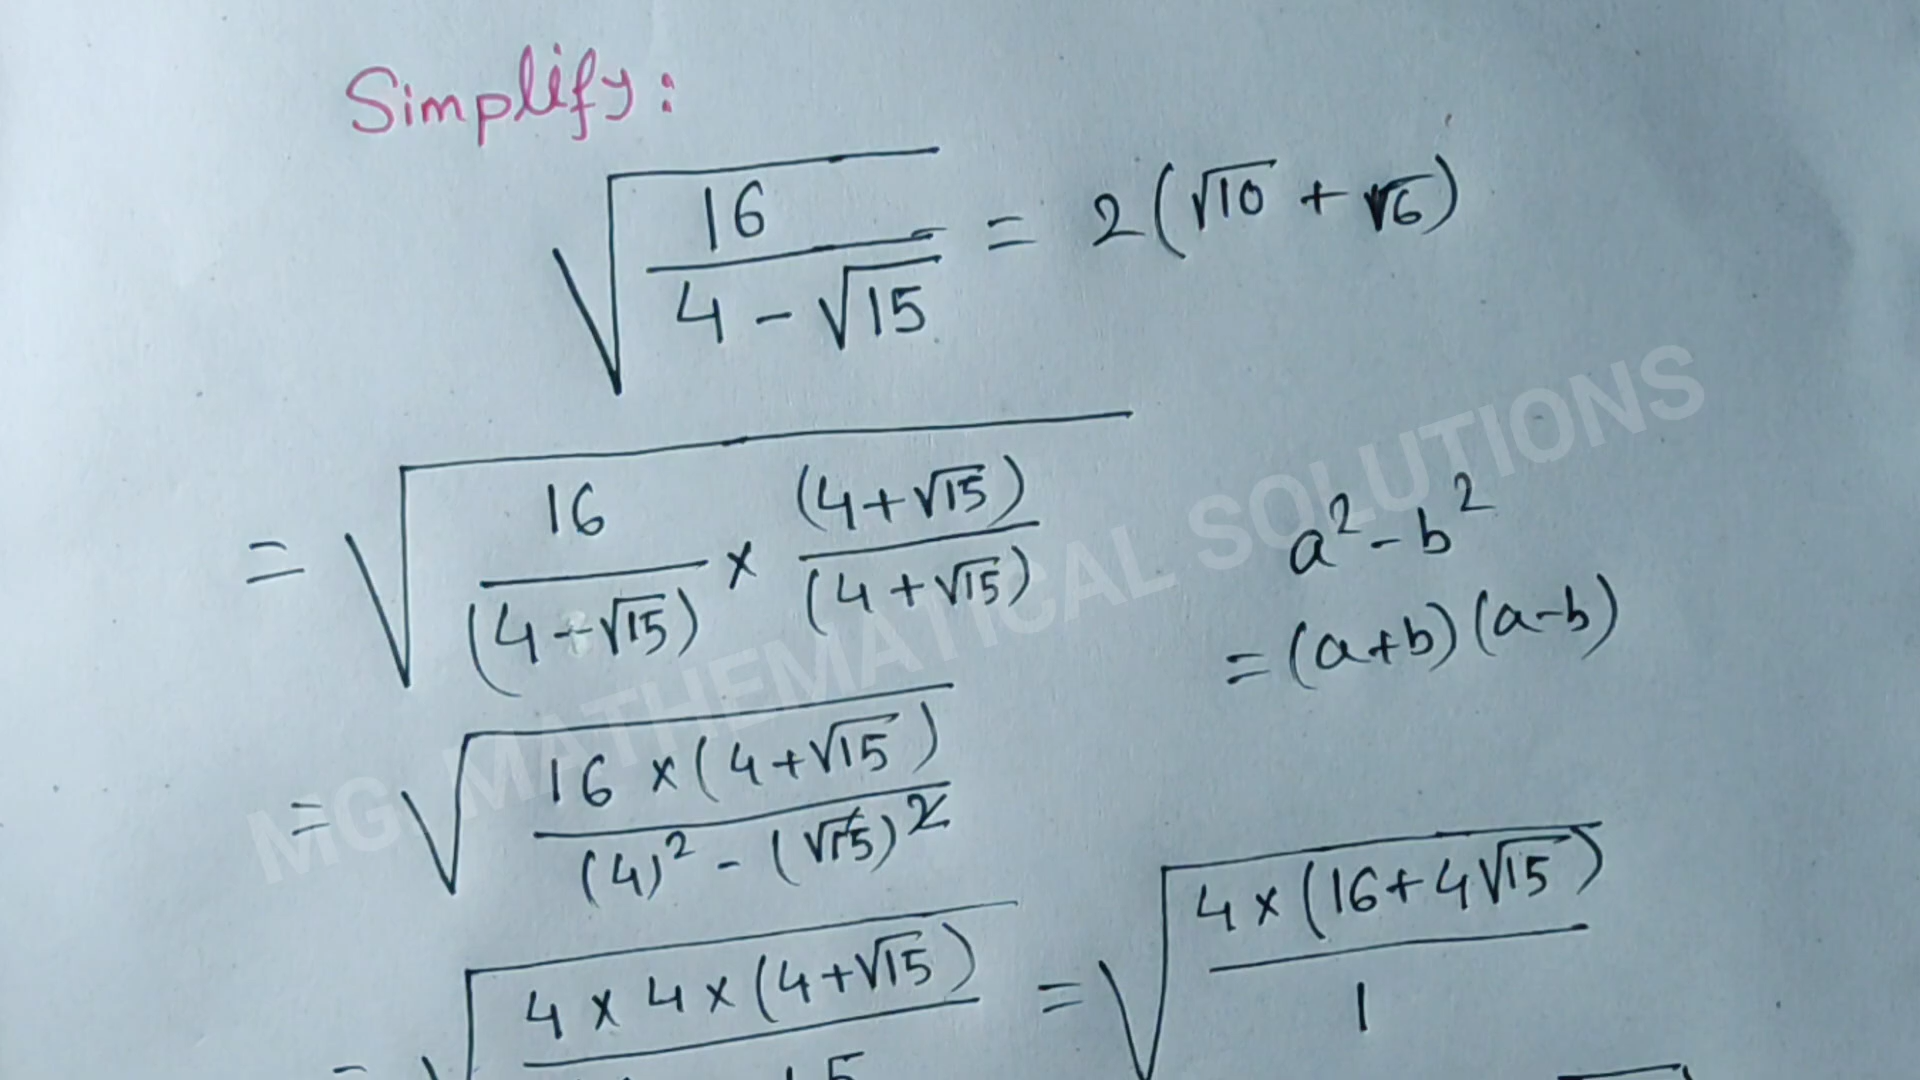 Simplify:
√(16/(4-√15)) = 2(√10 + √6)
= √(16/(4-√15) × (4+√15)/(4+√15))
a² - b²
= (a+b)(a-b)
= √((16 × (4+√15))/((4)² - (√15)²))
= √(4 × 4 × (4+√15)/15
= √((4 × (16+4√15))/1)
MG MATHEMATICAL SOLUTIONS